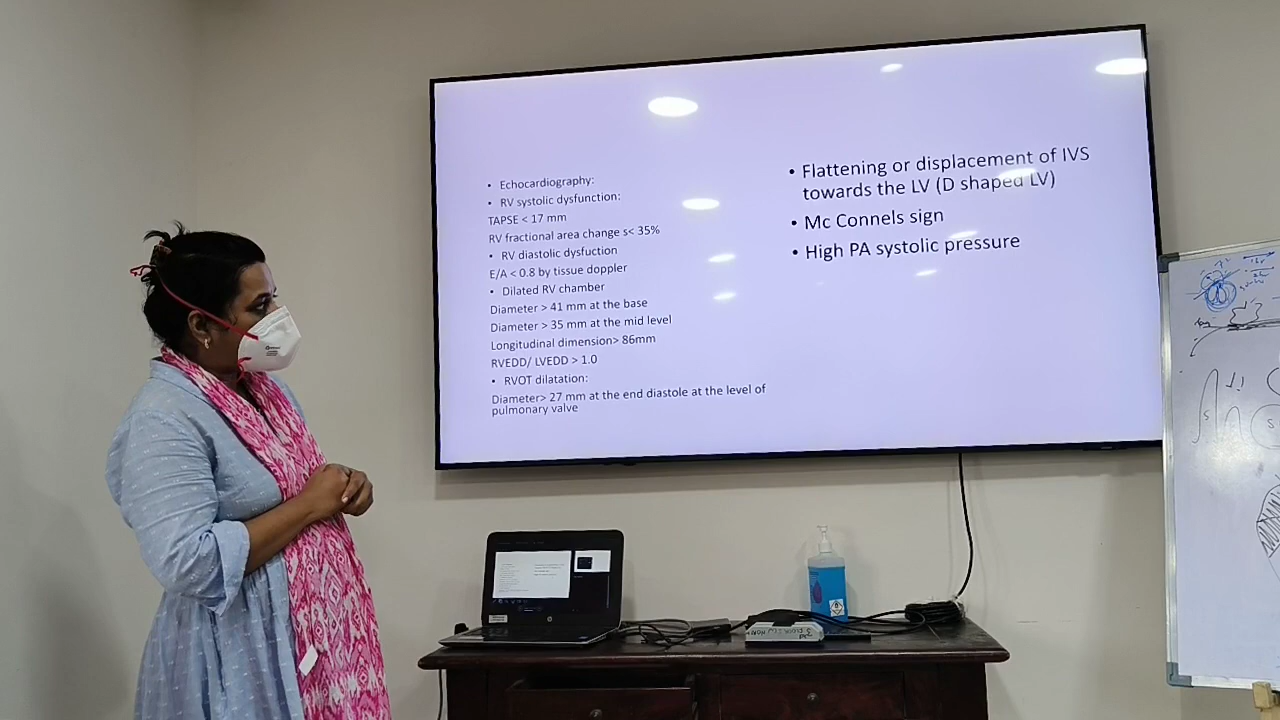 • Echocardiography:
• RV systolic dysfunction:
TAPSE < 17 mm
RV fractional area change s< 35%
• RV diastolic dysfuction
E/A < 0.8 by tissue doppler
• Dilated RV chamber
Diameter > 41 mm at the base
Diameter > 35 mm at the mid level
Longitudinal dimension> 86mm
RVEDD/ LVEDD > 1.0
• RVOT dilatation:
Diameter> 27 mm at the end diastole at the level of
pulmonary valve
• Flattening or displacement of IVS
towards the LV (D shaped LV)
• Mc Connels sign
• High PA systolic pressure